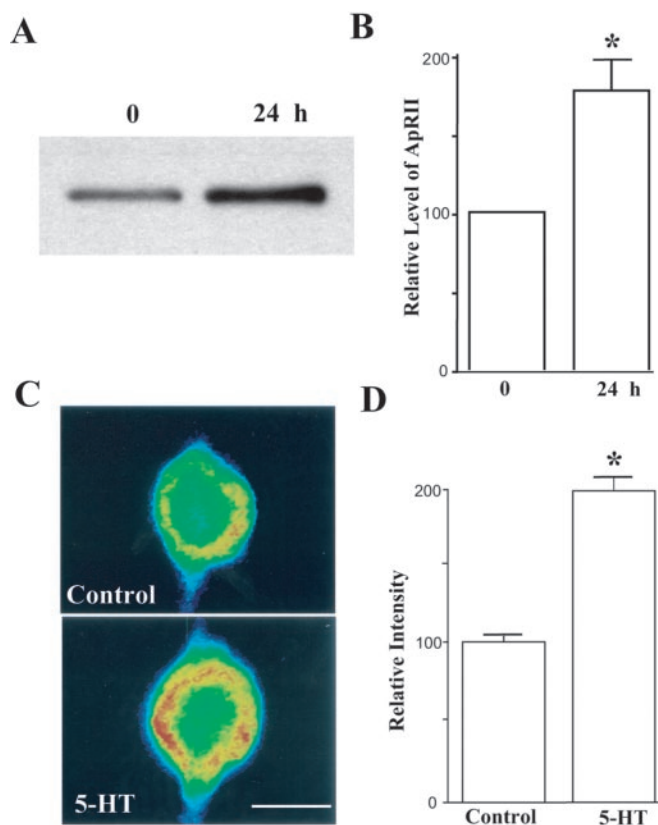 A
0 24 h
B
Relative Level of ApRII
200
100
0
*
0 24 h
C
Control
5-HT
D
Relative Intensity
200
100
0
*
Control 5-HT